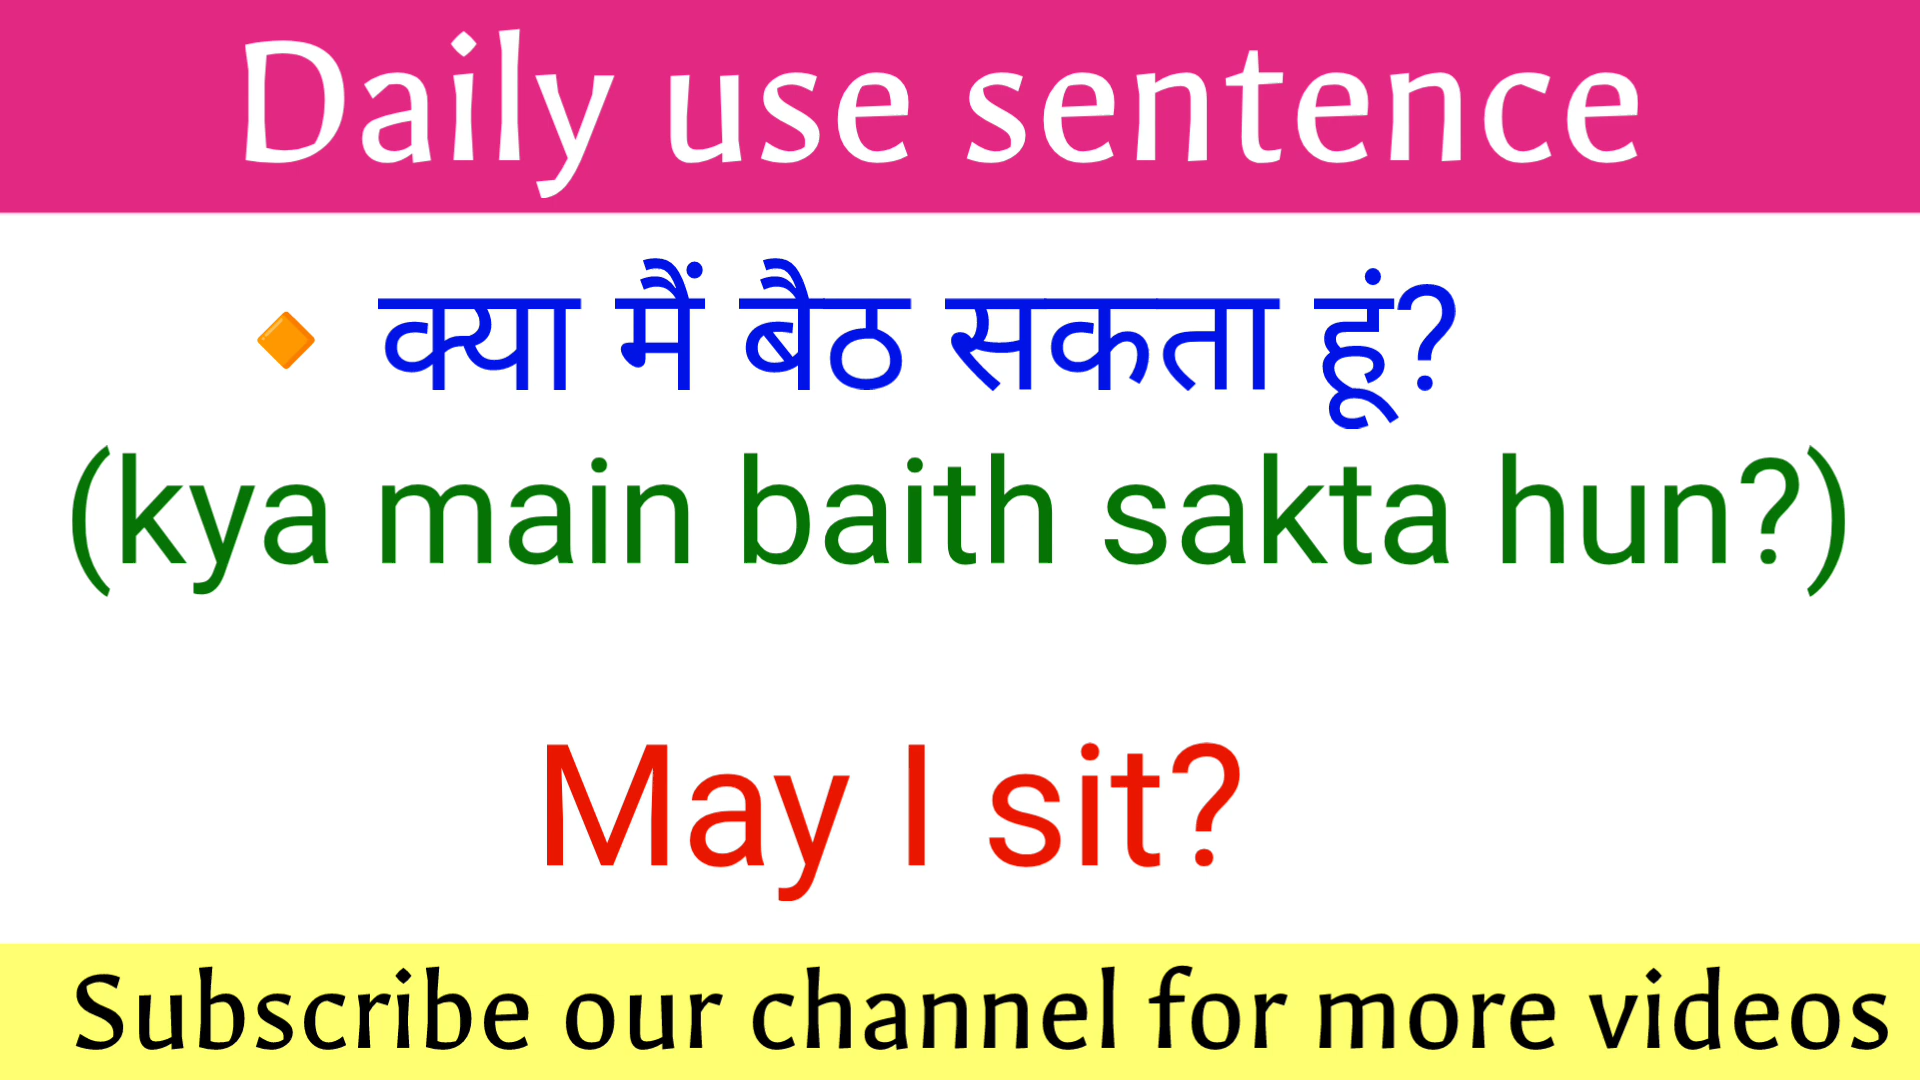 Daily use sentence
🔸 क्या मैं बैठ सकता हूं?
(kya main baith sakta hun?)
May I sit?
Subscribe our channel for more videos